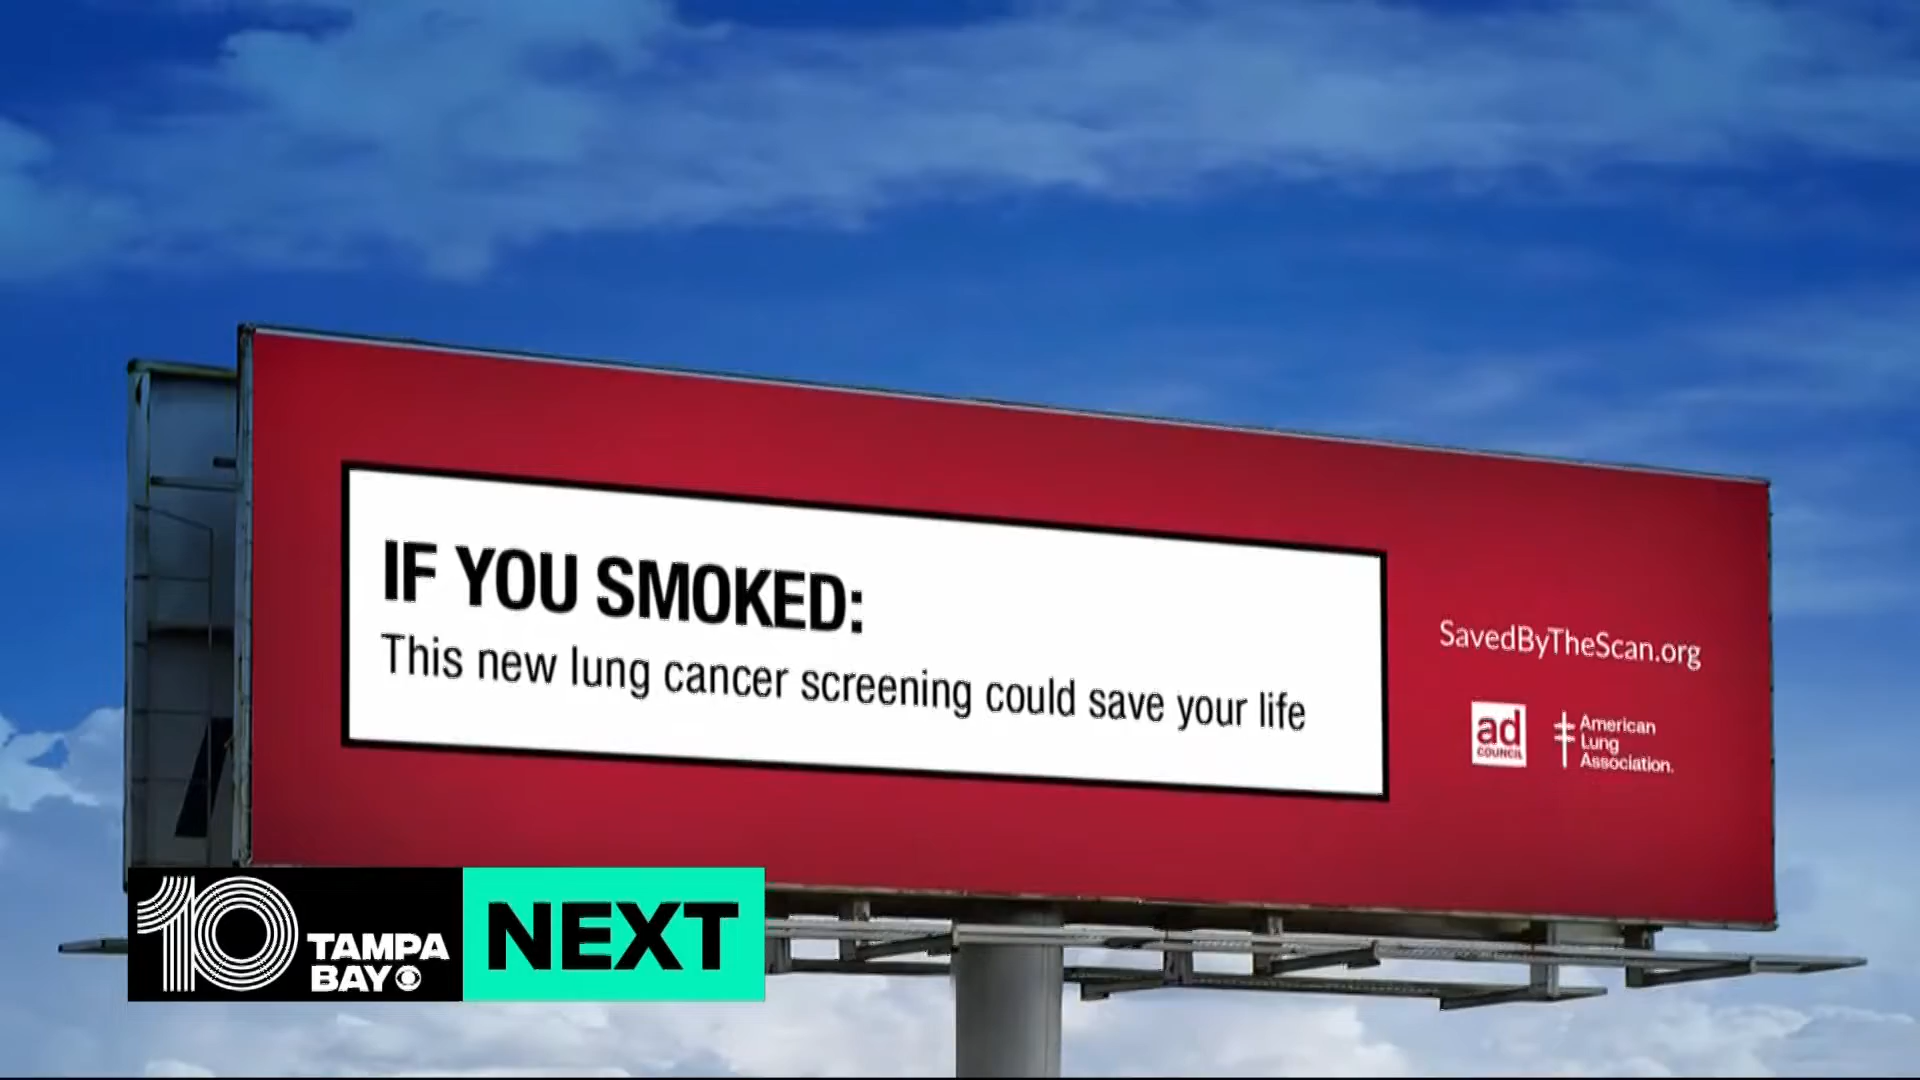 IF YOU SMOKED:
This new lung cancer screening could save your life
SavedByTheScan.org
ad
COUNCIL
American
Lung
Association.
10
TAMPA
BAY
NEXT